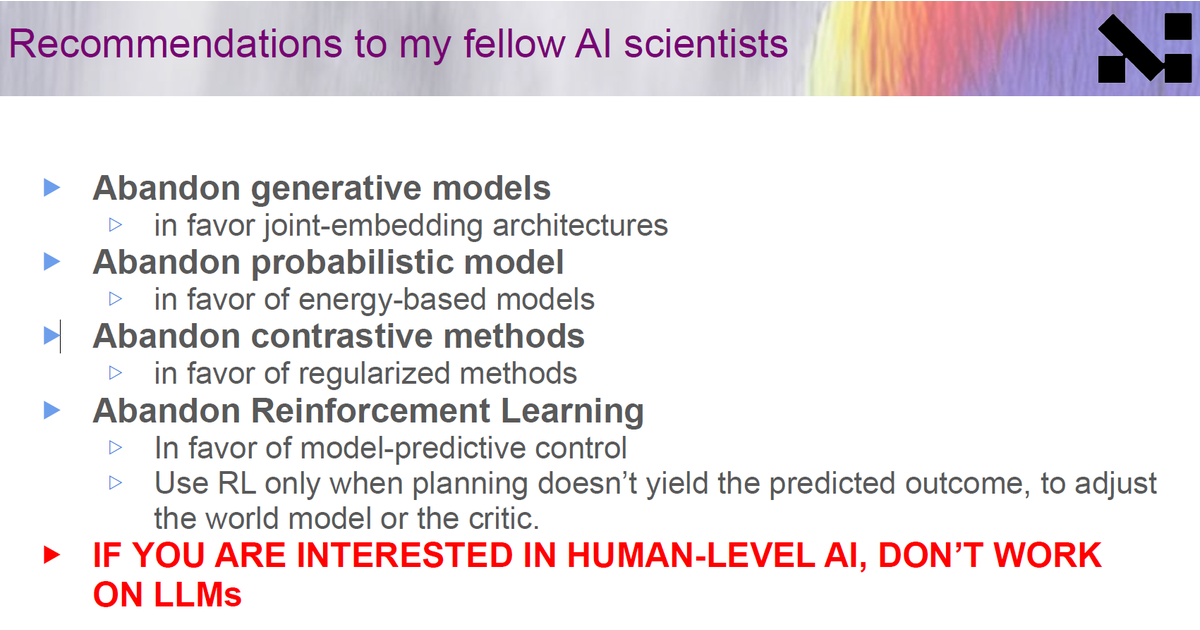 Recommendations to my fellow AI scientists
Abandon generative models
in favor joint-embedding architectures
Abandon probabilistic model
in favor of energy-based models
Abandon contrastive methods
in favor of regularized methods
Abandon Reinforcement Learning
In favor of model-predictive control
Use RL only when planning doesn’t yield the predicted outcome, to adjust
the world model or the critic.
IF YOU ARE INTERESTED IN HUMAN-LEVEL AI, DON’T WORK
ON LLMs